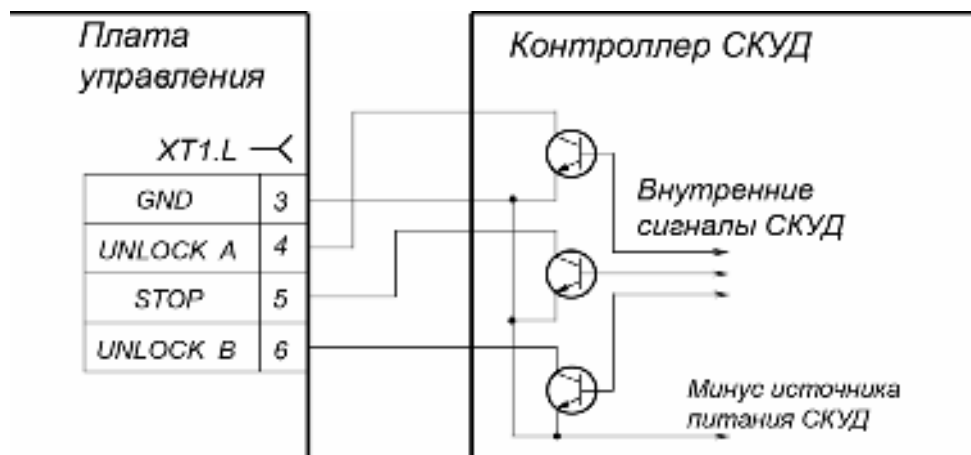 Плата
управления
Контроллер СКУД
XT1.L
GND 3
UNLOCK A 4
STOP 5
UNLOCK B 6
Внутренние
сигналы СКУД
Минус источника
питания СКУД